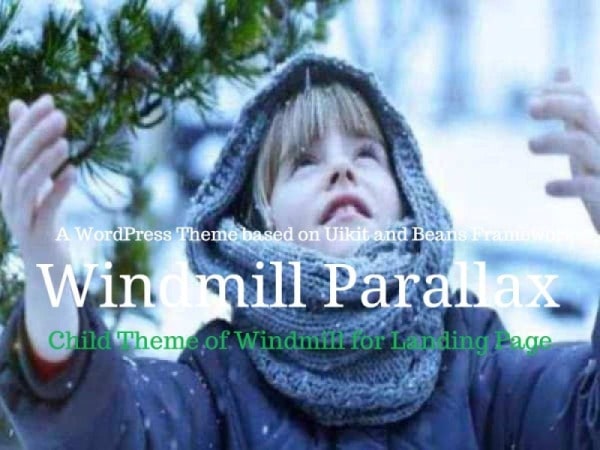 A WordPress Theme based on Uikit and Beans Framework
Windmill Parallax
Child Theme of Windmill for Landing Page